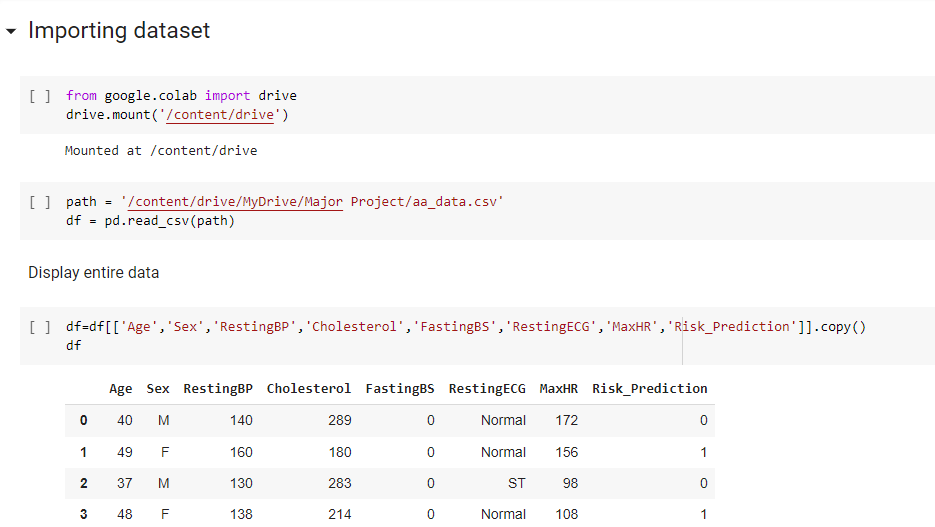 Importing dataset
[ ] from google.colab import drive
drive.mount('/content/drive')
Mounted at /content/drive
[ ] path = '/content/drive/MyDrive/Major Project/aa_data.csv'
df = pd.read_csv(path)
Display entire data
[ ] df=df[['Age','Sex','RestingBP','Cholesterol','FastingBS','RestingECG','MaxHR','Risk_Prediction']].copy()
df
Age Sex RestingBP Cholesterol FastingBS RestingECG MaxHR Risk_Prediction
0 40 M 140 289 0 Normal 172 0
1 49 F 160 180 0 Normal 156 1
2 37 M 130 283 0 ST 98 0
3 48 F 138 214 0 Normal 108 1